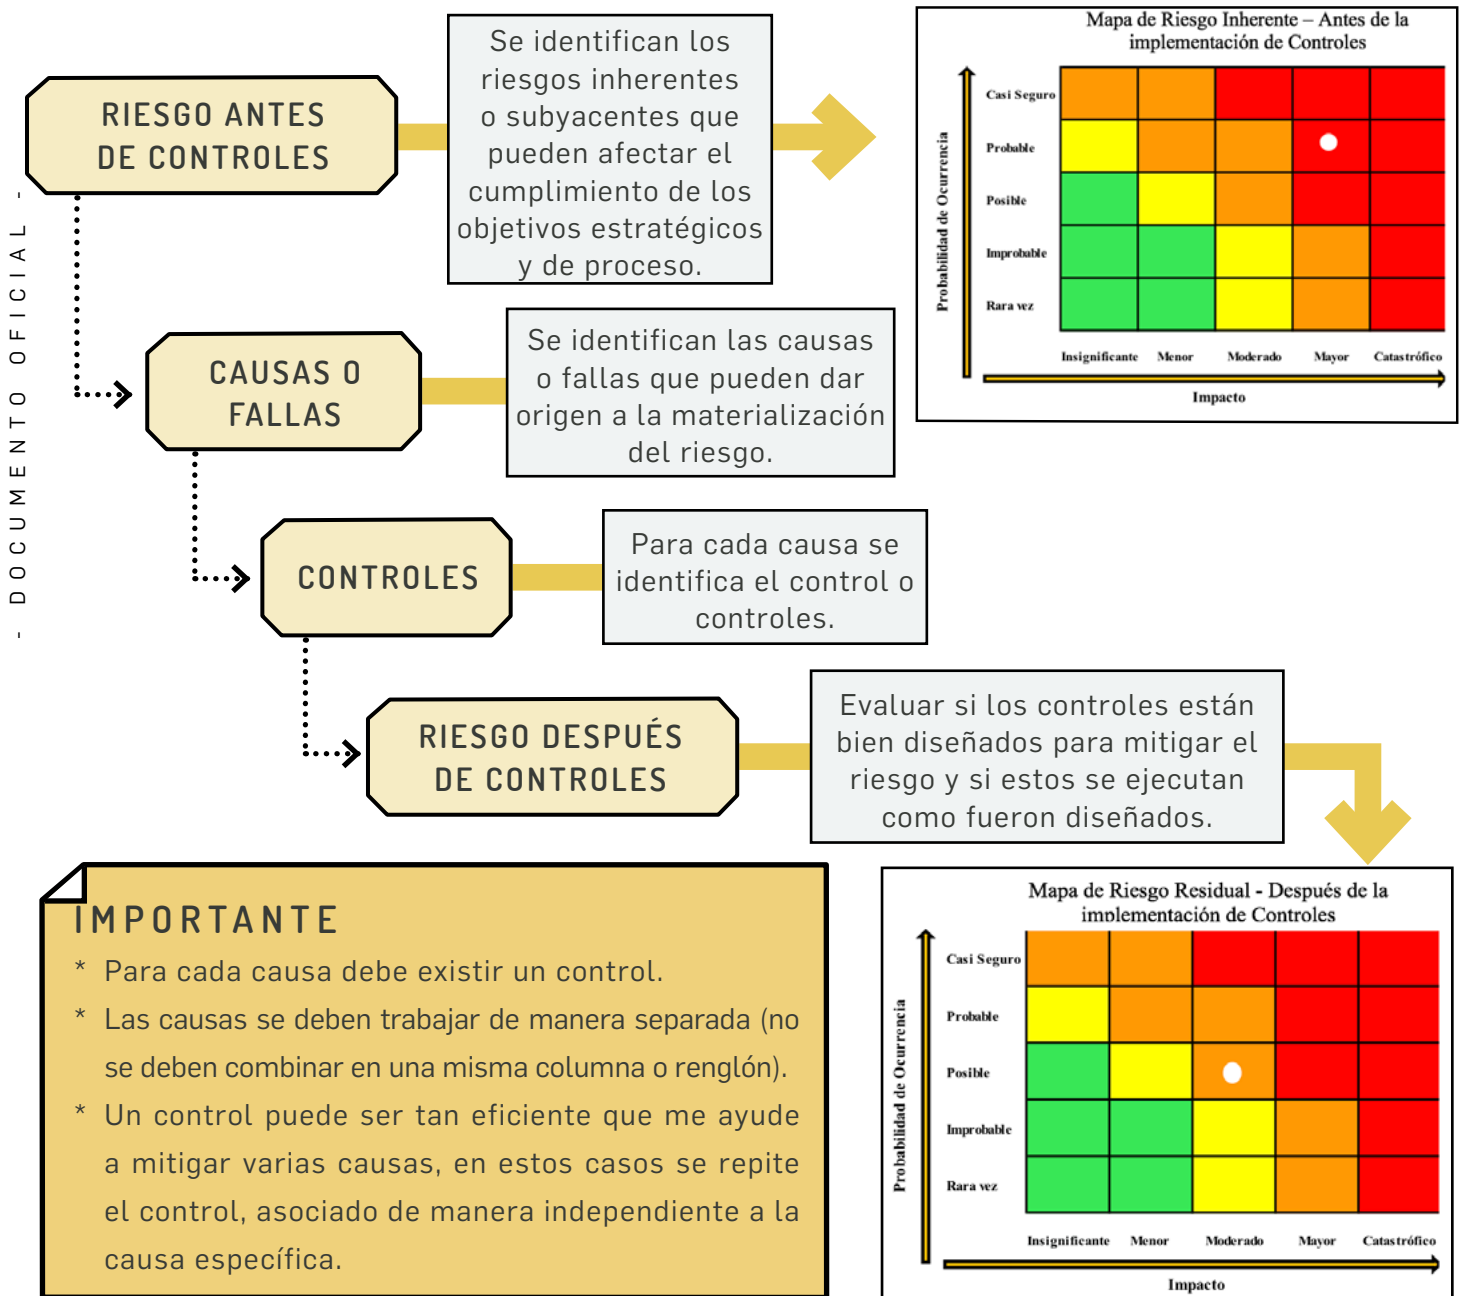 - DOCUMENTO OFICIAL -
RIESGO ANTES
DE CONTROLES
Se identifican los
riesgos inherentes
o subyacentes que
pueden afectar el
cumplimiento de los
objetivos estratégicos
y de proceso.
Mapa de Riesgo Inherente – Antes de la
implementación de Controles
Probabilidad de Ocurrencia
Casi Seguro
Probable
Posible
Improbable
Rara vez
Insignificante Menor Moderado Mayor Catastrófico
Impacto
CAUSAS O
FALLAS
Se identifican las causas
o fallas que pueden dar
origen a la materialización
del riesgo.
CONTROLES
Para cada causa se
identifica el control o
controles.
RIESGO DESPUÉS
DE CONTROLES
Evaluar si los controles están
bien diseñados para mitigar el
riesgo y si estos se ejecutan
como fueron diseñados.
IMPORTANTE
* Para cada causa debe existir un control.
* Las causas se deben trabajar de manera separada (no
se deben combinar en una misma columna o renglón).
* Un control puede ser tan eficiente que me ayude
a mitigar varias causas, en estos casos se repite
el control, asociado de manera independiente a la
causa específica.
Mapa de Riesgo Residual - Después de la
implementación de Controles
Probabilidad de Ocurrencia
Casi Seguro
Probable
Posible
Improbable
Rara vez
Insignificante Menor Moderado Mayor Catastrófico
Impacto